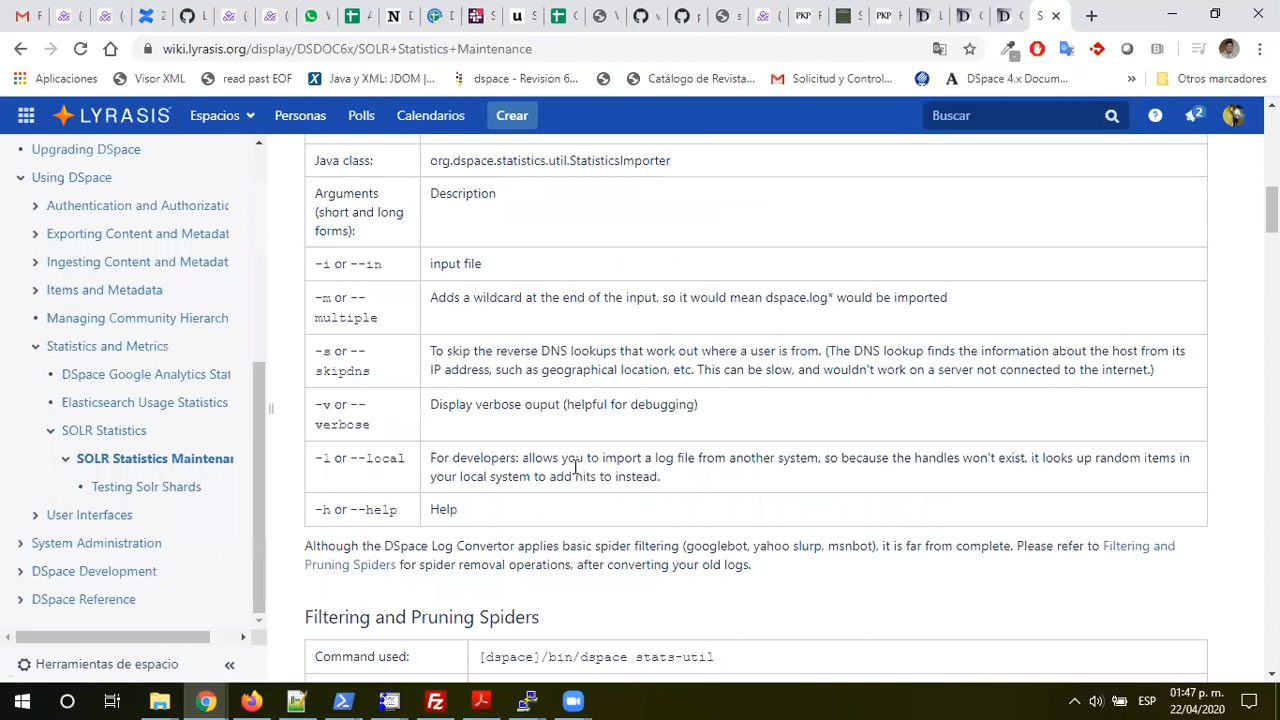 wiki.lyrasis.org/display/DSDOC6x/SOLR+Statistics+Maintenance
Aplicaciones
Visor XML
read past EOF
Java y XML: JDOM |...
dspace - Revision 6...
Catálogo de Revista...
Solicitud y Control...
DSpace 4.x Docum...
»
Otros marcadores
LYRASIS
Espacios
Personas
Polls
Calendarios
Crear
Buscar
2
Upgrading DSpace
Using DSpace
Authentication and Authorizatic
Exporting Content and Metadat
Ingesting Content and Metadat
Items and Metadata
Managing Community Hierarch
Statistics and Metrics
DSpace Google Analytics Stat
Elasticsearch Usage Statistics
SOLR Statistics
SOLR Statistics Maintenar
Testing Solr Shards
User Interfaces
System Administration
DSpace Development
DSpace Reference
Herramientas de espacio
Java class:
org.dspace.statistics.util.StatisticsImporter
Arguments
(short and long
forms):
Description
-i or --in
input file
-m or --
multiple
Adds a wildcard at the end of the input, so it would mean dspace.log* would be imported
-s or --
skipdns
To skip the reverse DNS lookups that work out where a user is from. (The DNS lookup finds the information about the host from its
IP address, such as geographical location, etc. This can be slow, and wouldn't work on a server not connected to the internet.)
-v or --
verbose
Display verbose ouput (helpful for debugging)
-l or --local
For developers: allows you to import a log file from another system, so because the handles won't exist, it looks up random items in
your local system to add hits to instead.
-h or --help
Help
Although the DSpace Log Convertor applies basic spider filtering (googlebot, yahoo slurp, msnbot), it is far from complete. Please refer to Filtering and
Pruning Spiders for spider removal operations, after converting your old logs.
Filtering and Pruning Spiders
Command used:
[dspace]/bin/dspace stats-util
ESP
01:47 p. m.
22/04/2020